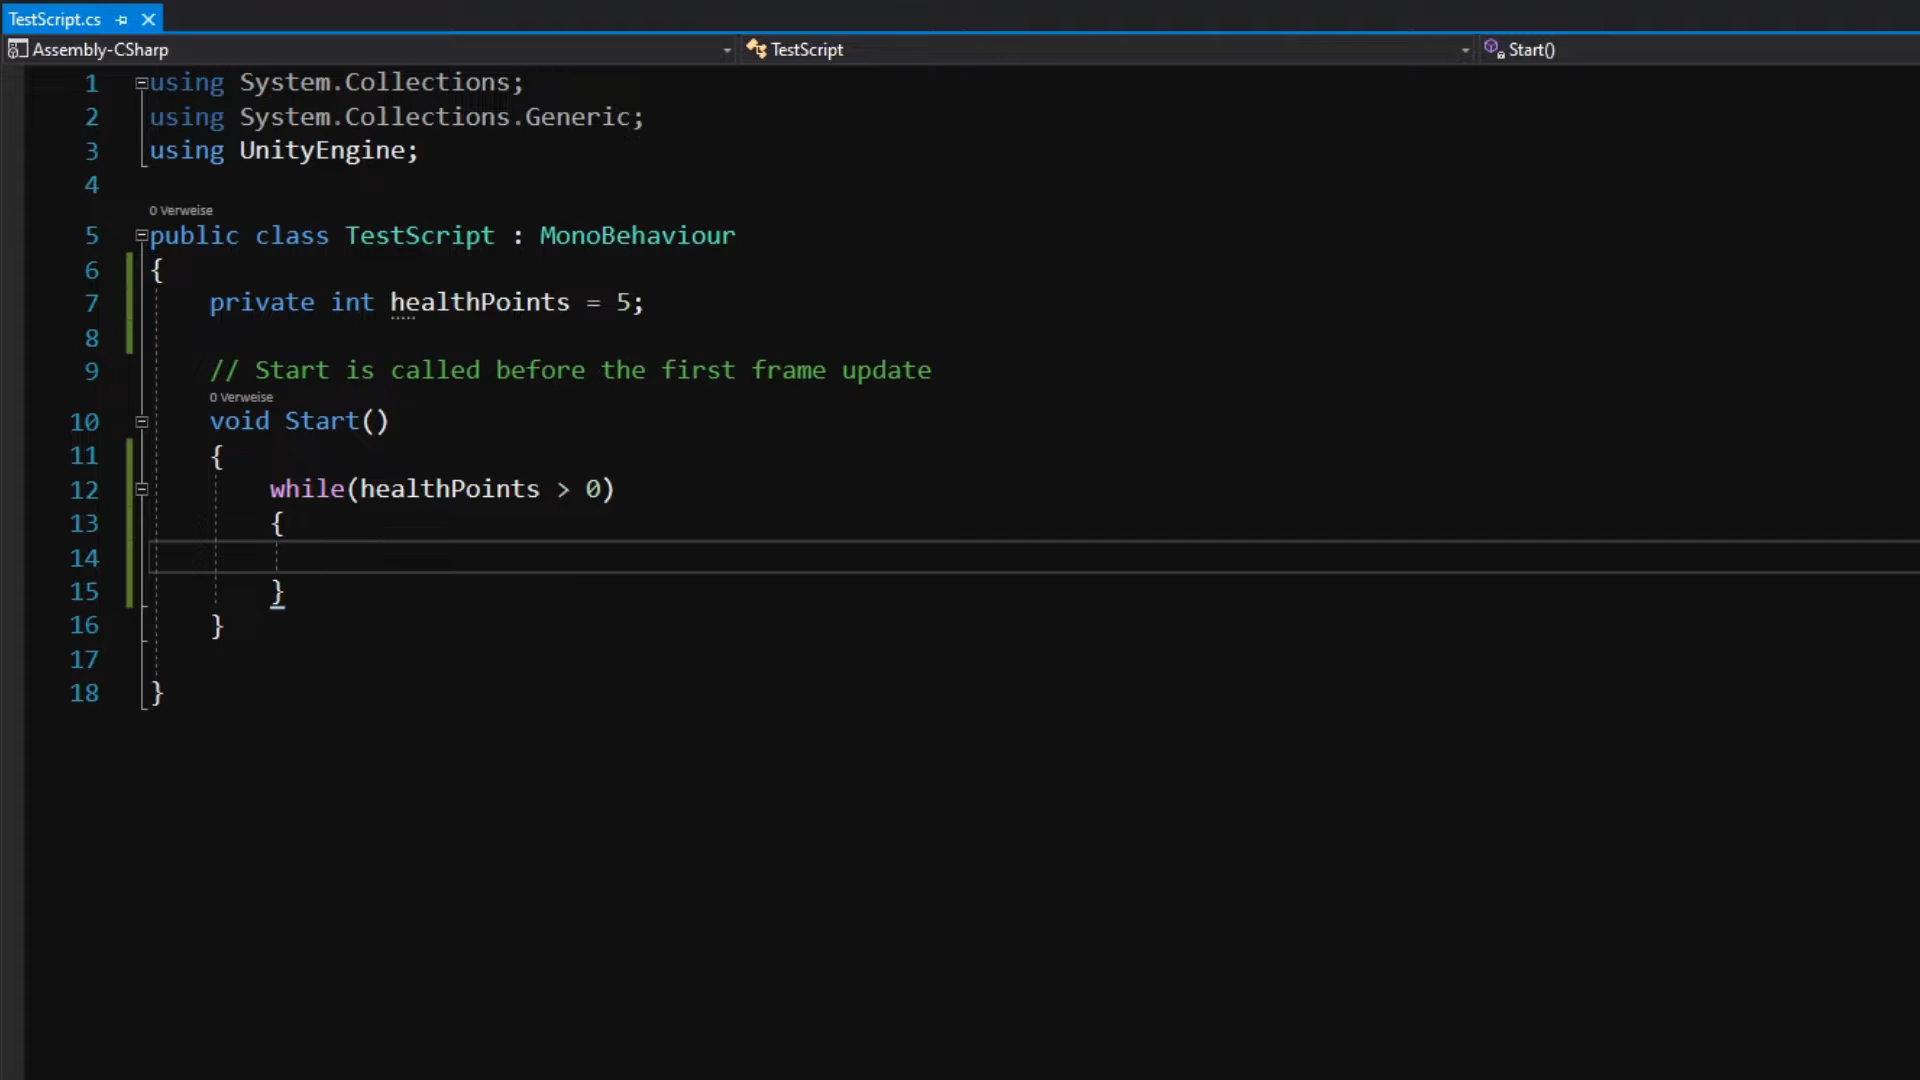 TestScript.cs
Assembly-CSharp TestScript Start()
1 using System.Collections;
2 using System.Collections.Generic;
3 using UnityEngine;
4
0 Verweise
5 public class TestScript : MonoBehaviour
6 {
7 private int healthPoints = 5;
8
9 // Start is called before the first frame update
0 Verweise
10 void Start()
11 {
12 while(healthPoints > 0)
13 {
14
15 }
16 }
17
18 }